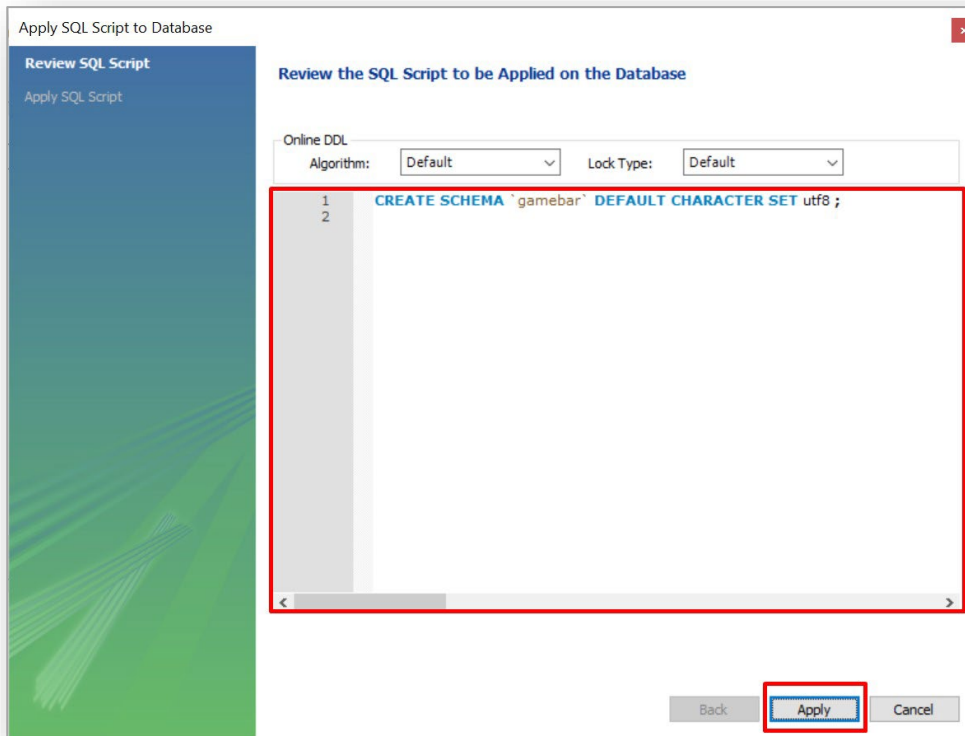 Apply SQL Script to Database
Review SQL Script
Apply SQL Script
Review the SQL Script to be Applied on the Database
Online DDL
Algorithm: Default Lock Type: Default
1 CREATE SCHEMA `gamebar` DEFAULT CHARACTER SET utf8 ;
2
Back Apply Cancel